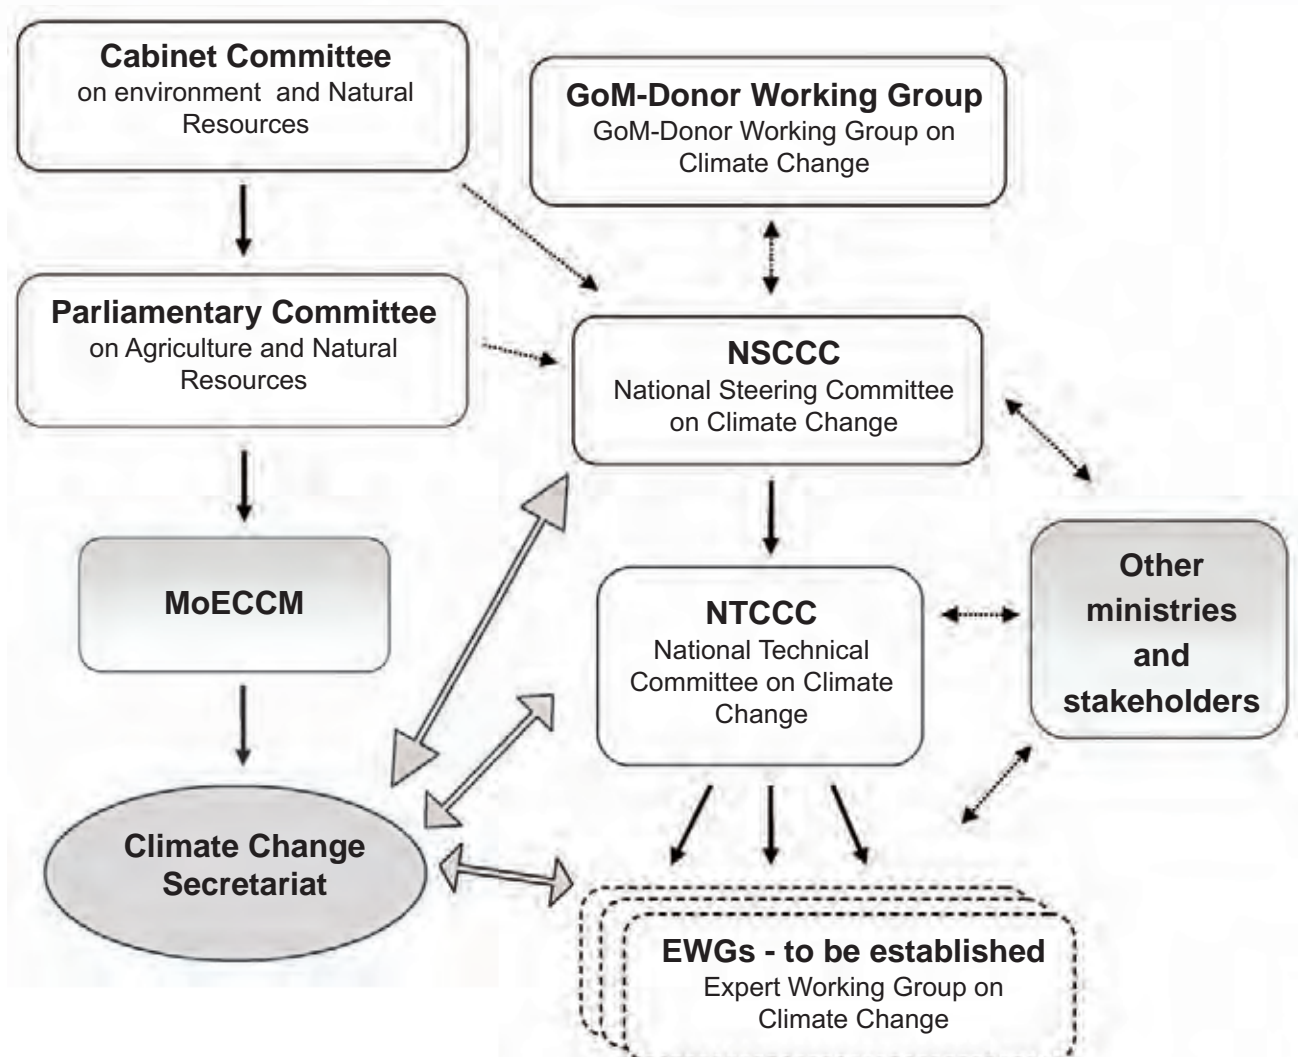 Cabinet Committee
on environment and Natural
Resources
GoM-Donor Working Group
GoM-Donor Working Group on
Climate Change
Parliamentary Committee
on Agriculture and Natural
Resources
NSCCC
National Steering Committee
on Climate Change
MoECCM
NTCCC
National Technical
Committee on Climate
Change
Other
ministries
and
stakeholders
Climate Change
Secretariat
EWGs - to be established
Expert Working Group on
Climate Change